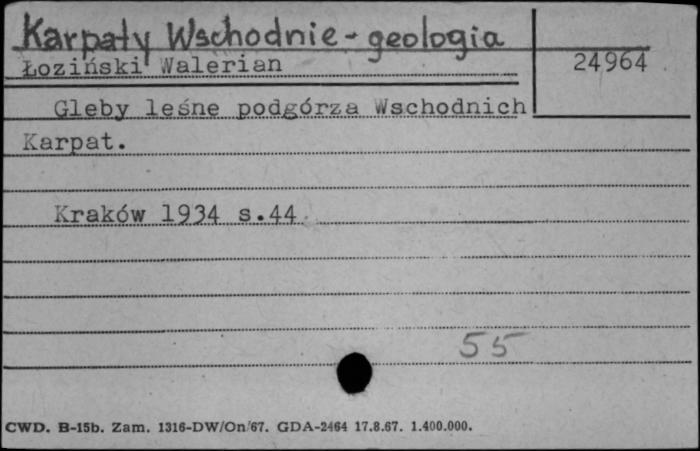 Karpaty Wschodnie - geologia
Łoziński Walerian
24964
Gleby leśne podgórza Wschodnich
Karpat.
Kraków 1934 s.44
55
CWD. B-15b. Zam. 1316-DW/On/67. GDA-2464 17.8.67. 1.400.000.